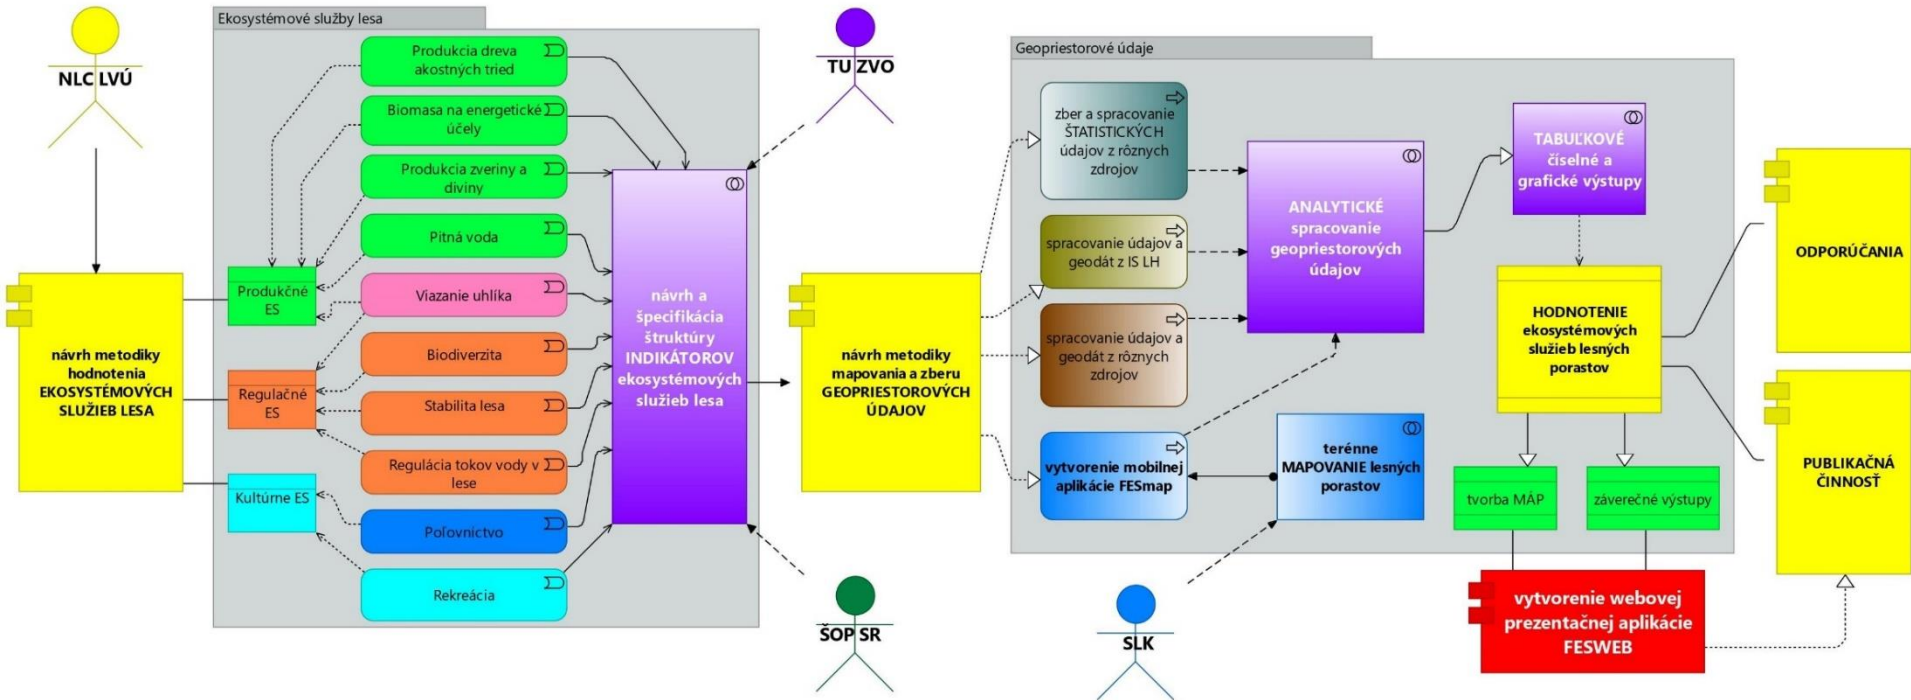 NLC LVÚ
návrh metodiky
hodnotenia
EKOSYSTÉMOVÝCH
SLUŽIEB LESA
Ekosystémové služby lesa
Produkcia dreva
akostných tried
Biomasa na energetické
účely
Produkcia zveriny a
diviny
Pitná voda
Viazanie uhlíka
Biodiverzita
Stabilita lesa
Regulácia tokov vody v
lese
Poľovníctvo
Rekreácia
Produkčné
ES
Regulačné
ES
Kultúrne ES
návrh a
špecifikácia
štruktúry
INDIKÁTOROV
ekosystémových
služieb lesa
TU ZVO
ŠOP SR
návrh metodiky
mapovania a zberu
GEOPRIESTOROVÝCH
ÚDAJOV
Geopriestorové údaje
zber a spracovanie
ŠTATISTICKÝCH
údajov z rôznych
zdrojov
spracovanie údajov a
geodát z IS LH
spracovanie údajov a
geodát z rôznych
zdrojov
vytvorenie mobilnej
aplikácie FESmap
ANALYTICKÉ
spracovanie
geopriestorových
údajov
terénne
MAPOVANIE lesných
porastov
SLK
TABUĽKOVÉ
číselné a
grafické výstupy
HODNOTENIE
ekosystémových
služieb lesných
porastov
tvorba MÁP
záverečné výstupy
vytvorenie webovej
prezentačnej aplikácie
FESWEB
ODPORÚČANIA
PUBLIKAČNÁ
ČINNOSŤ